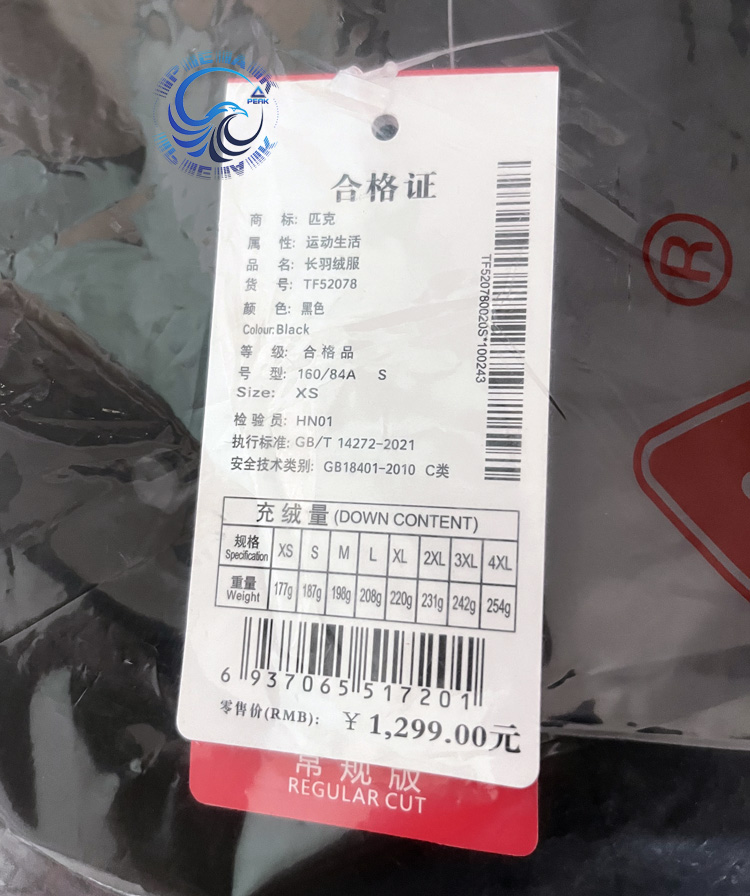 PEAK
合格证
商 标: 匹克
属 性: 运动生活
品 名: 长羽绒服
货 号: TF52078
颜 色: 黑色
Colour: Black
等 级: 合格品
号 型: 160/84A S
Size: XS
检验员: HN01
执行标准: GB/T 14272-2021
安全技术类别: GB18401-2010 C类
TF520780020S*100243
®
充绒量 (DOWN CONTENT)
规格 Specification XS S M L XL 2XL 3XL 4XL
重量 Weight 177g 187g 198g 208g 220g 231g 242g 254g
6 937065 517201
零售价(RMB): ¥ 1,299.00元
常规版
REGULAR CUT